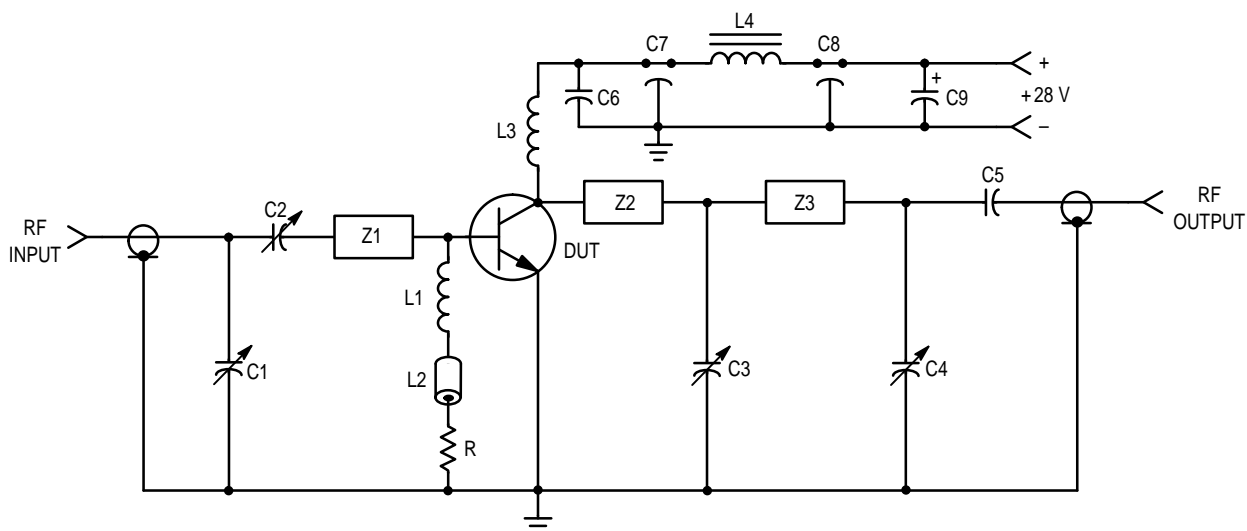 L4
C7
C8
+
+
C6
C9
+ 28 V
–
L3
C5
C2
RF
INPUT
Z1
Z2
Z3
RF
OUTPUT
DUT
L1
C1
L2
C3
C4
R